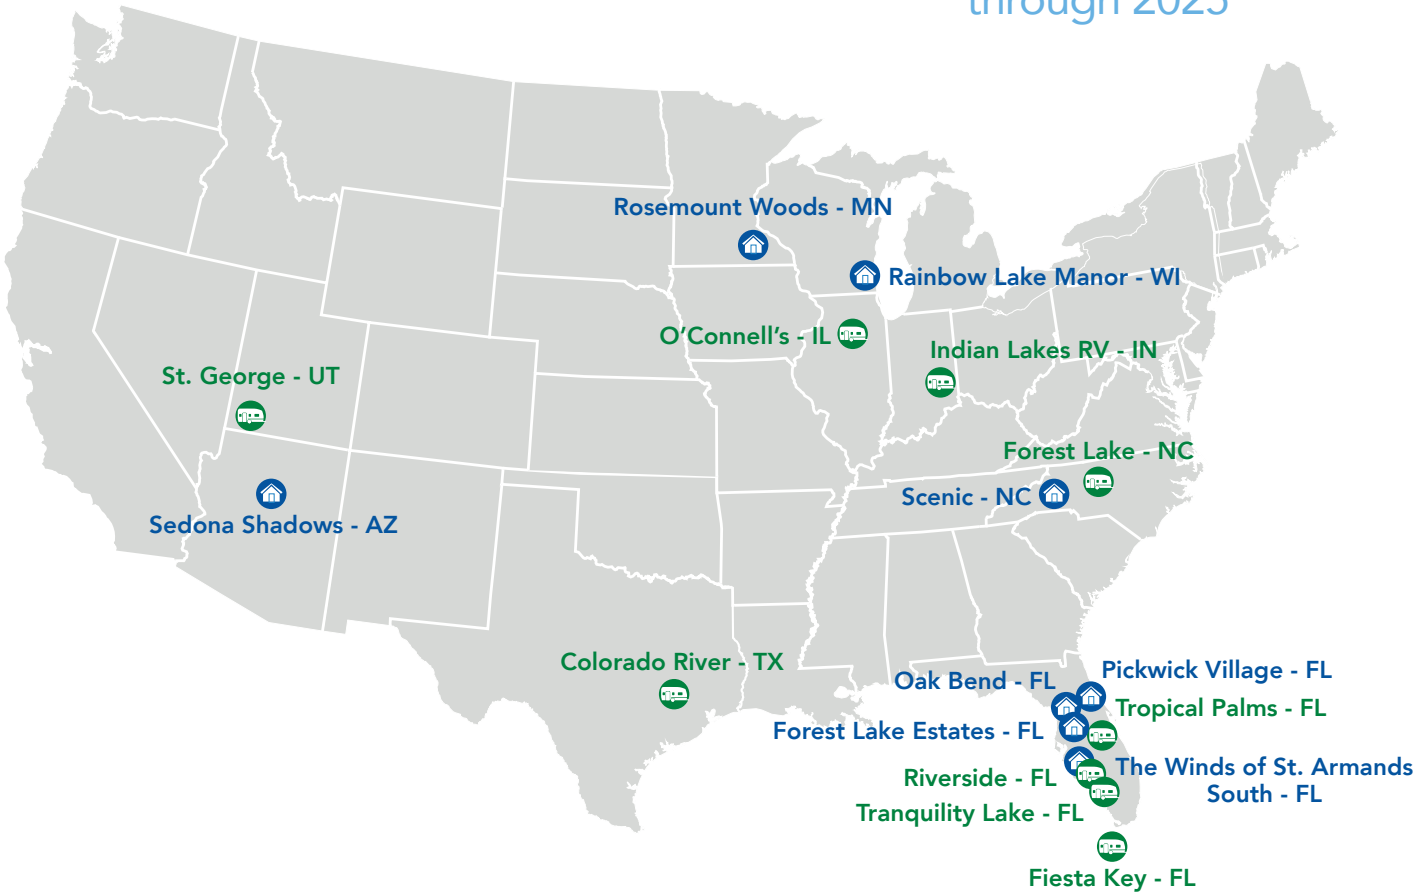 through 2025
Rosemount Woods - MN
Rainbow Lake Manor - WI
O'Connell's - IL
Indian Lakes RV - IN
St. George - UT
Forest Lake - NC
Scenic - NC
Sedona Shadows - AZ
Colorado River - TX
Pickwick Village - FL
Oak Bend - FL
Tropical Palms - FL
Forest Lake Estates - FL
The Winds of St. Armands
South - FL
Riverside - FL
Tranquility Lake - FL
Fiesta Key - FL